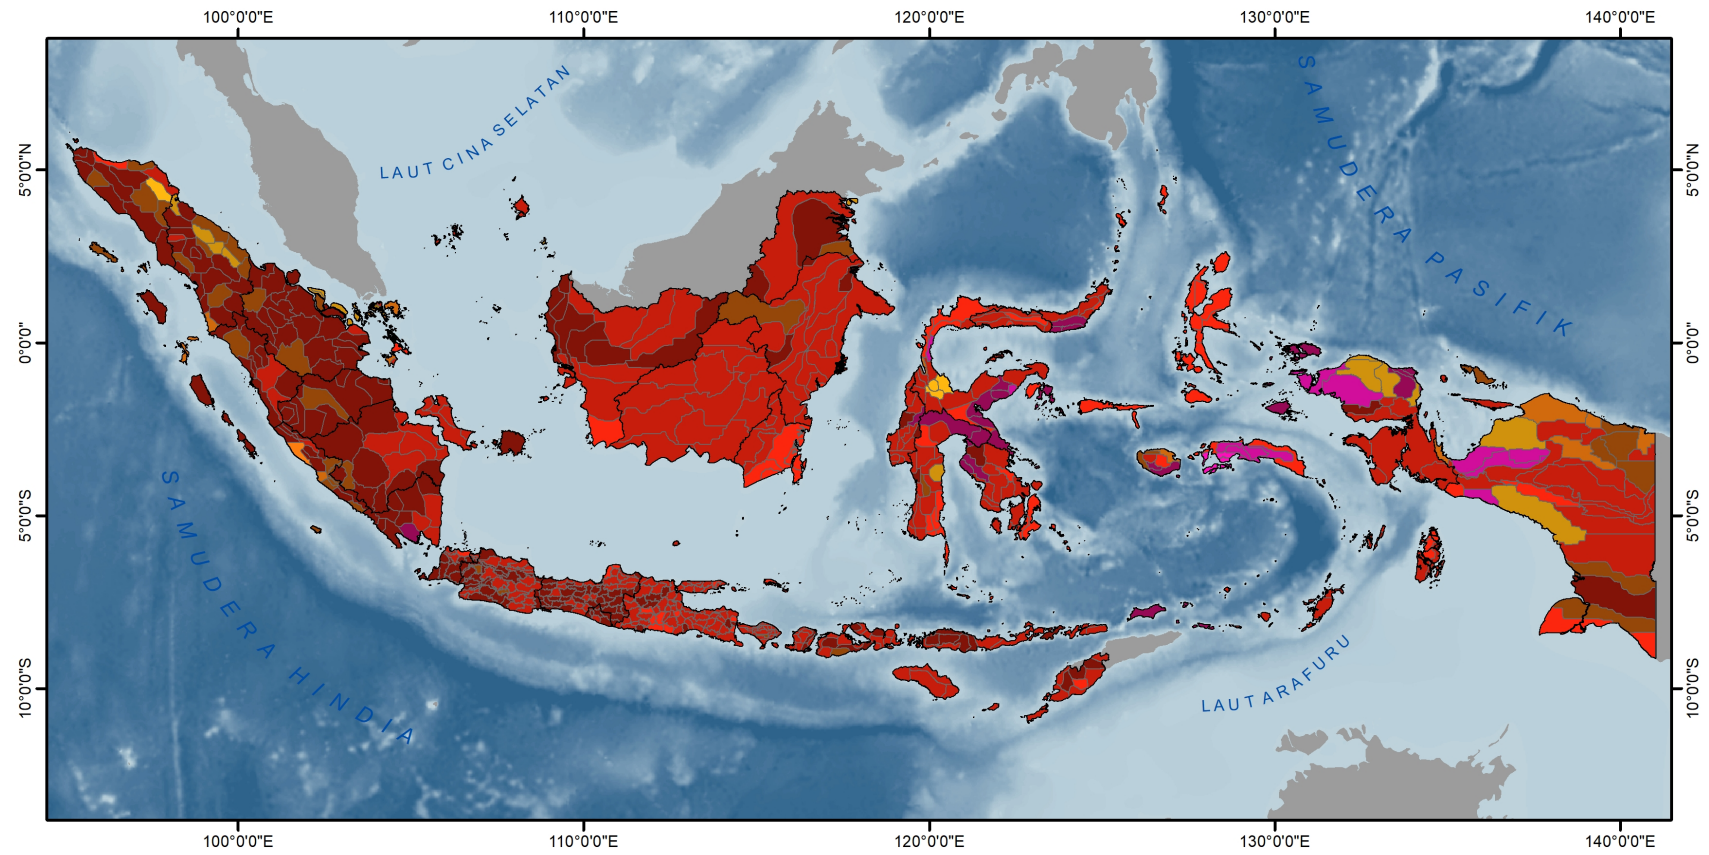 100°0'0"E 110°0'0"E 120°0'0"E 130°0'0"E 140°0'0"E
LAUT CINA SELATAN
SAMUDERA PASIFIK
5°0'0"N 5°0'0"N
0°0'0" 0°0'0"
5°0'0"S 5°0'0"S
SAMUDERA HINDIA
LAUT ARAFURU
10°0'0"S 10°0'0"S
100°0'0"E 110°0'0"E 120°0'0"E 130°0'0"E 140°0'0"E